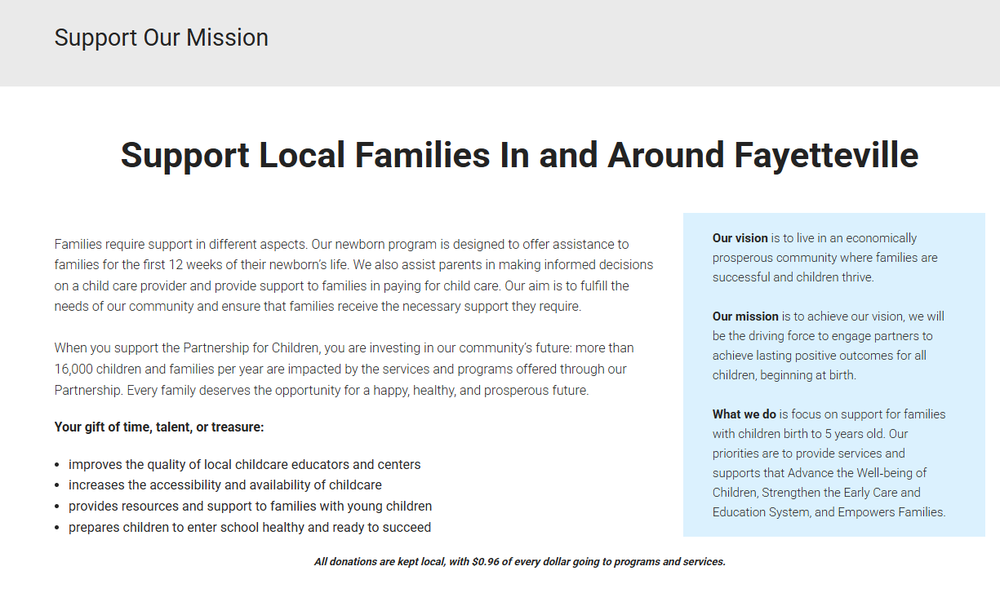 Support Our Mission
Support Local Families In and Around Fayetteville
Families require support in different aspects. Our newborn program is designed to offer assistance to
families for the first 12 weeks of their newborn’s life. We also assist parents in making informed decisions
on a child care provider and provide support to families in paying for child care. Our aim is to fulfill the
needs of our community and ensure that families receive the necessary support they require.
When you support the Partnership for Children, you are investing in our community’s future: more than
16,000 children and families per year are impacted by the services and programs offered through our
Partnership. Every family deserves the opportunity for a happy, healthy, and prosperous future.
Your gift of time, talent, or treasure:
• improves the quality of local childcare educators and centers
• increases the accessibility and availability of childcare
• provides resources and support to families with young children
• prepares children to enter school healthy and ready to succeed
Our vision is to live in an economically
prosperous community where families are
successful and children thrive.
Our mission is to achieve our vision, we will
be the driving force to engage partners to
achieve lasting positive outcomes for all
children, beginning at birth.
What we do is focus on support for families
with children birth to 5 years old. Our
priorities are to provide services and
supports that Advance the Well-being of
Children, Strengthen the Early Care and
Education System, and Empowers Families.
All donations are kept local, with $0.96 of every dollar going to programs and services.